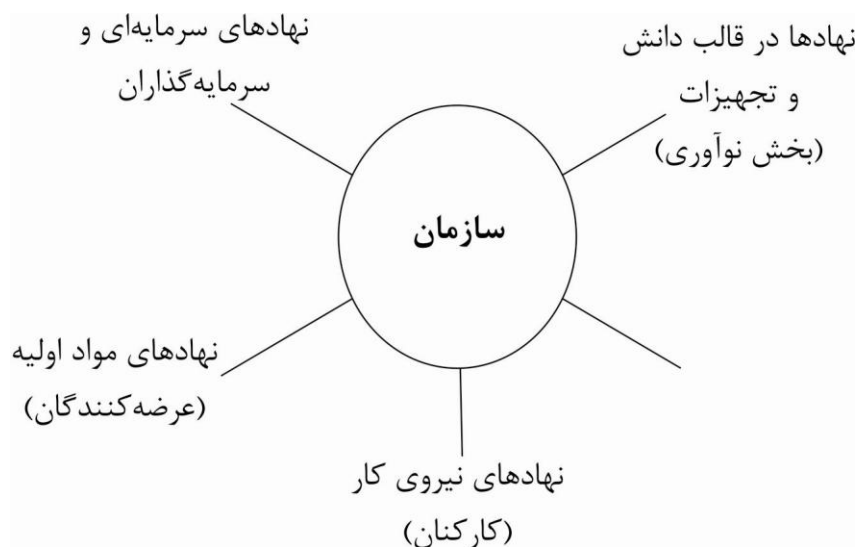 نهادهای سرمایه‌ای و
سرمایه‌گذاران
نهادها در قالب دانش
و تجهیزات
(بخش نوآوری)
سازمان
نهادهای مواد اولیه
(عرضه‌کنندگان)
نهادهای نیروی کار
(کارکنان)